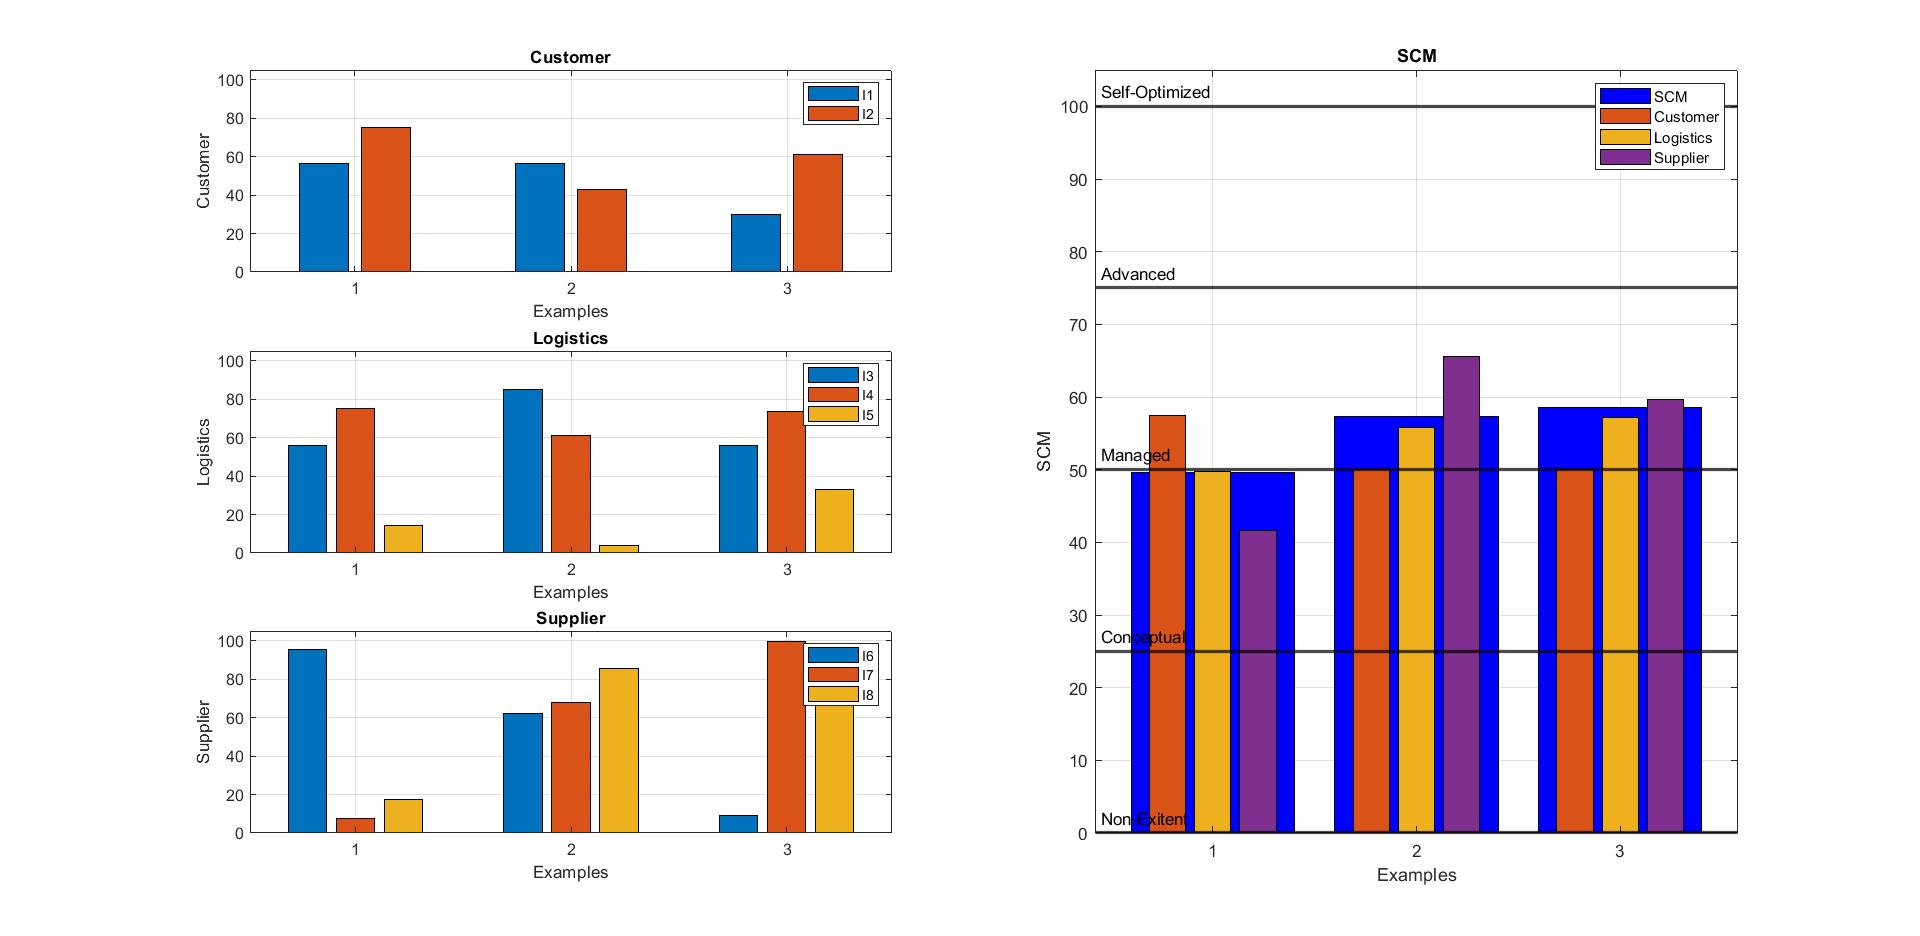 Customer
100
80
60
40
20
0
Customer
I1
I2
1 2 3
Examples
Logistics
100
80
60
40
20
0
Logistics
I3
I4
I5
1 2 3
Examples
Supplier
100
80
60
40
20
0
Supplier
I6
I7
I8
1 2 3
Examples
SCM
100
90
80
70
60
50
40
30
20
10
0
SCM
Self-Optimized
Advanced
Managed
Conceptual
Non-Exitent
SCM
Customer
Logistics
Supplier
1 2 3
Examples